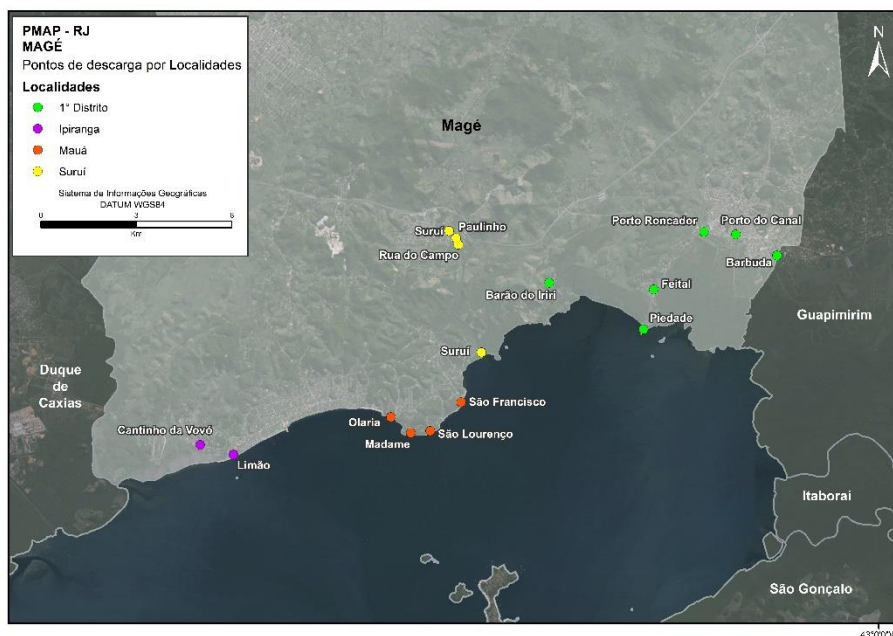 PMAP - RJ
MAGÉ
Pontos de descarga por Localidades
Localidades
1° Distrito
Ipiranga
Mauá
Suruí
Sistema de Informações Geográficas
DATUM WGS84
0 3 6
Km
N
Magé
Suruí
Paulinho
Rua do Campo
Porto Roncador
Porto do Canal
Barbuda
Barão do Iriri
Feital
Piedade
Guapimirim
Suruí
Duque
de
Caxias
São Francisco
Olaria
Cantinho da Vovó
Madame
São Lourenço
Limão
Itaboraí
São Gonçalo